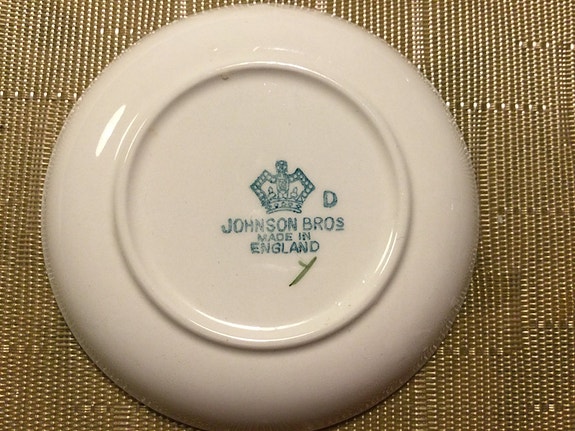 D
JOHNSON BROS
MADE IN
ENGLAND
y